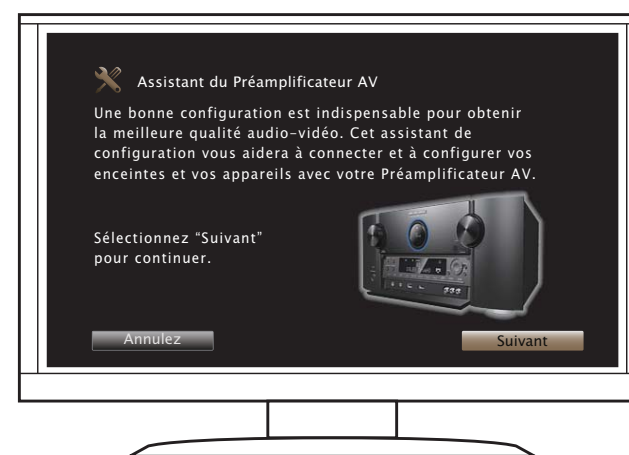 Assistant du Préamplificateur AV
Une bonne configuration est indispensable pour obtenir
la meilleure qualité audio-vidéo. Cet assistant de
configuration vous aidera à connecter et à configurer vos
enceintes et vos appareils avec votre Préamplificateur AV.
Sélectionnez “Suivant”
pour continuer.
Annulez
Suivant